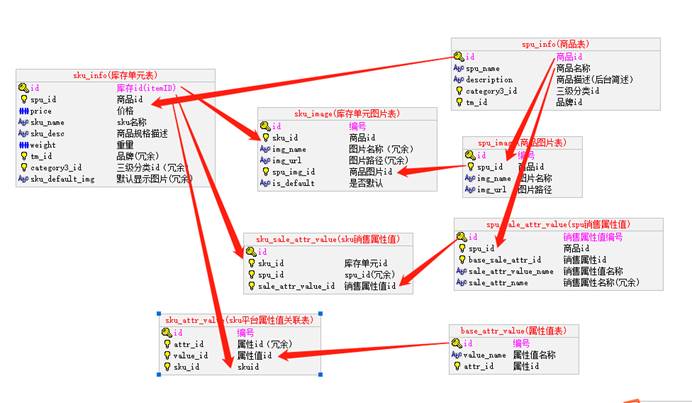 spu_info(商品表)
id 商品id
spu_name 商品名称
description 商品描述(后台简述)
category3_id 三级分类id
tm_id 品牌id
sku_info(库存单元表)
id 库存id(itemID)
spu_id 商品id
price 价格
sku_name sku名称
sku_desc 商品规格描述
weight 重量
tm_id 品牌(冗余)
category3_id 三级分类id(冗余)
sku_default_img 默认显示图片(冗余)
sku_image(库存单元图片表)
id 编号
sku_id 商品id
img_name 图片名称(冗余)
img_url 图片路径(冗余)
spu_img_id 商品图片id
is_default 是否默认
spu_image(商品图片表)
id 编号
spu_id 商品id
img_name 图片名称
img_url 图片路径
sku_sale_attr_value(sku销售属性值)
id
sku_id 库存单元id
spu_id spu_id(冗余)
sale_attr_value_id 销售属性值id
spu_sale_attr_value(spu销售属性值)
id 销售属性值编号
spu_id 商品id
base_sale_attr_id 销售属性id
sale_attr_value_name 销售属性值名称
sale_attr_name 销售属性名称(冗余)
sku_attr_value(sku平台属性值关联表)
id 编号
attr_id 属性id(冗余)
value_id 属性值id
sku_id skuid
base_attr_value(属性值表)
id 编号
value_name 属性值名称
attr_id 属性id